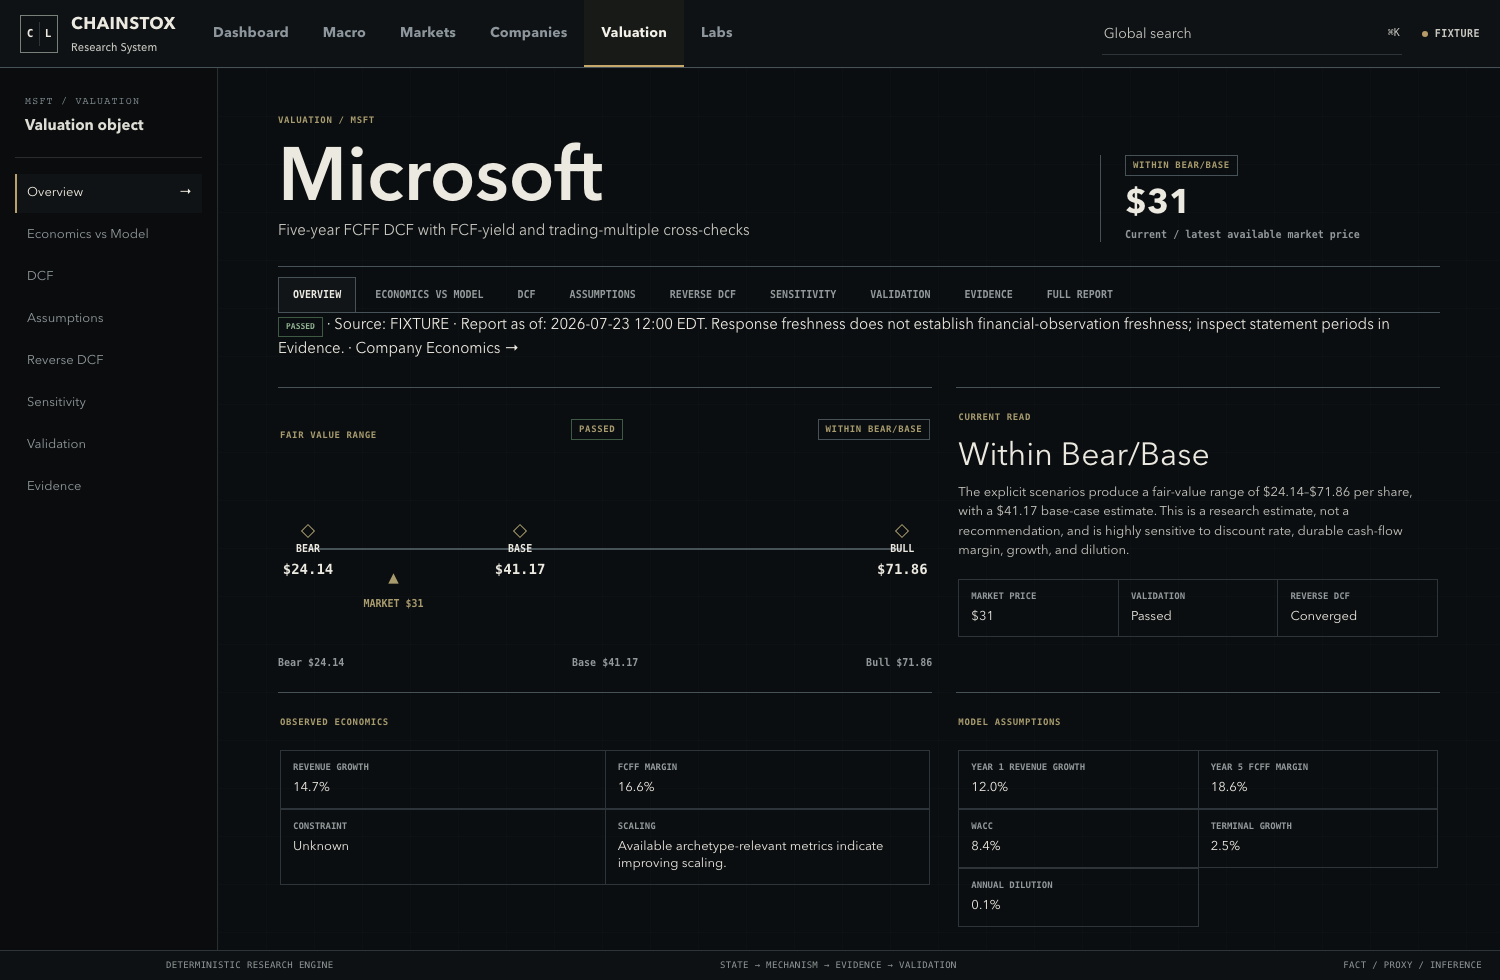 C L
CHAINSTOX
Research System
Dashboard Macro Markets Companies Valuation Labs
Global search ⌘K
FIXTURE
MSFT / VALUATION
Valuation object
Overview →
Economics vs Model
DCF
Assumptions
Reverse DCF
Sensitivity
Validation
Evidence
VALUATION / MSFT
Microsoft
Five-year FCFF DCF with FCF-yield and trading-multiple cross-checks
WITHIN BEAR/BASE
$31
Current / latest available market price
OVERVIEW ECONOMICS VS MODEL DCF ASSUMPTIONS REVERSE DCF SENSITIVITY VALIDATION EVIDENCE FULL REPORT
PASSED · Source: FIXTURE · Report as of: 2026-07-23 12:00 EDT. Response freshness does not establish financial-observation freshness; inspect statement periods in
Evidence. · Company Economics →
FAIR VALUE RANGE
PASSED
WITHIN BEAR/BASE
BEAR BASE BULL
$24.14 $41.17 $71.86
MARKET $31
Bear $24.14 Base $41.17 Bull $71.86
CURRENT READ
Within Bear/Base
The explicit scenarios produce a fair-value range of $24.14–$71.86 per share,
with a $41.17 base-case estimate. This is a research estimate, not a
recommendation, and is highly sensitive to discount rate, durable cash-flow
margin, growth, and dilution.
MARKET PRICE VALIDATION REVERSE DCF
$31 Passed Converged
OBSERVED ECONOMICS
REVENUE GROWTH FCFF MARGIN
14.7% 16.6%
CONSTRAINT SCALING
Unknown Available archetype-relevant metrics indicate
improving scaling.
MODEL ASSUMPTIONS
YEAR 1 REVENUE GROWTH YEAR 5 FCFF MARGIN
12.0% 18.6%
WACC TERMINAL GROWTH
8.4% 2.5%
ANNUAL DILUTION
0.1%
DETERMINISTIC RESEARCH ENGINE STATE → MECHANISM → EVIDENCE → VALIDATION FACT / PROXY / INFERENCE